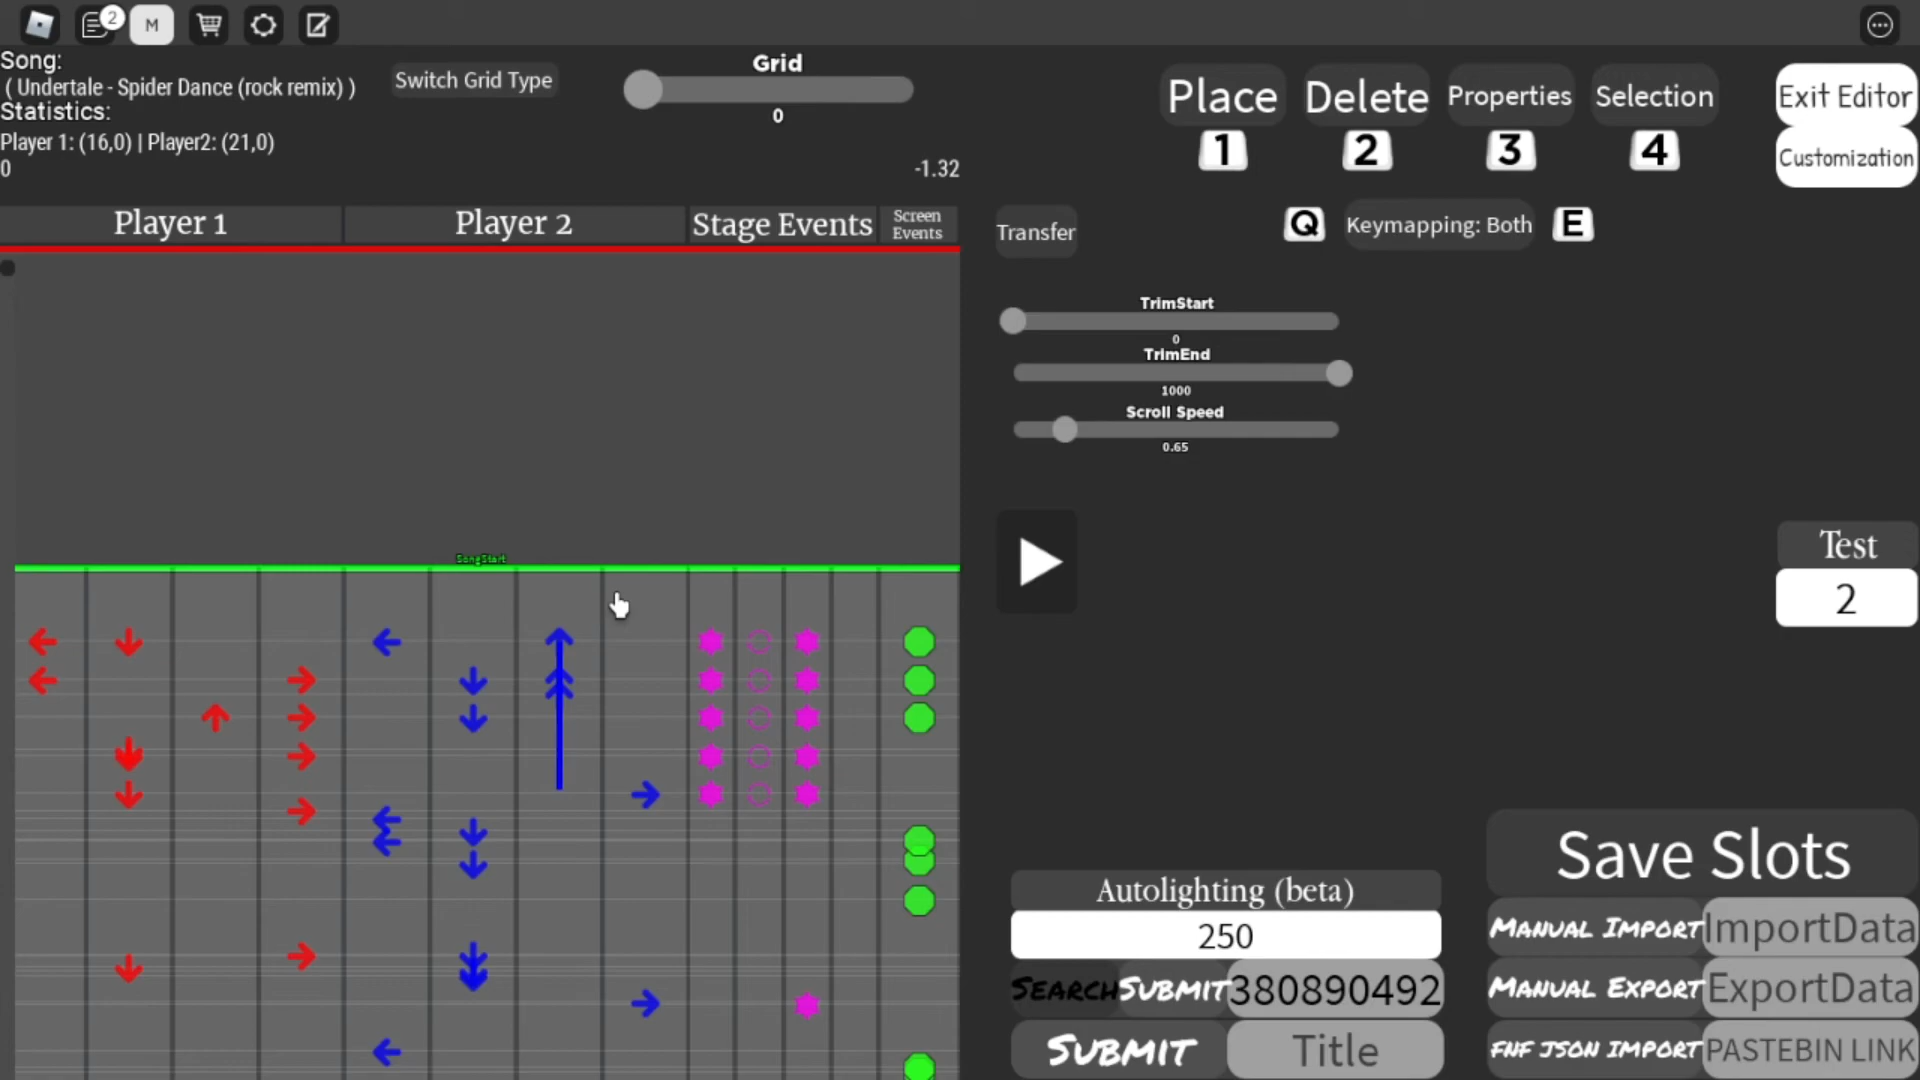 2
M
Song:
( Undertale - Spider Dance (rock remix) )
Statistics:
Player 1: (16,0) | Player2: (21,0)
0
-1.32
Switch Grid Type
Grid
0
Place
Delete
Properties
Selection
1
2
3
4
Exit Editor
Customization
Player 1
Player 2
Stage Events
Screen
Events
Transfer
Q
Keymapping: Both
E
TrimStart
0
TrimEnd
1000
Scroll Speed
0.65
SongStart
Test
2
Autolighting (beta)
250
SEARCH
SUBMIT
380890492
SUBMIT
Title
Save Slots
MANUAL IMPORT
ImportData
MANUAL EXPORT
ExportData
FNF JSON IMPORT
PASTEBIN LINK